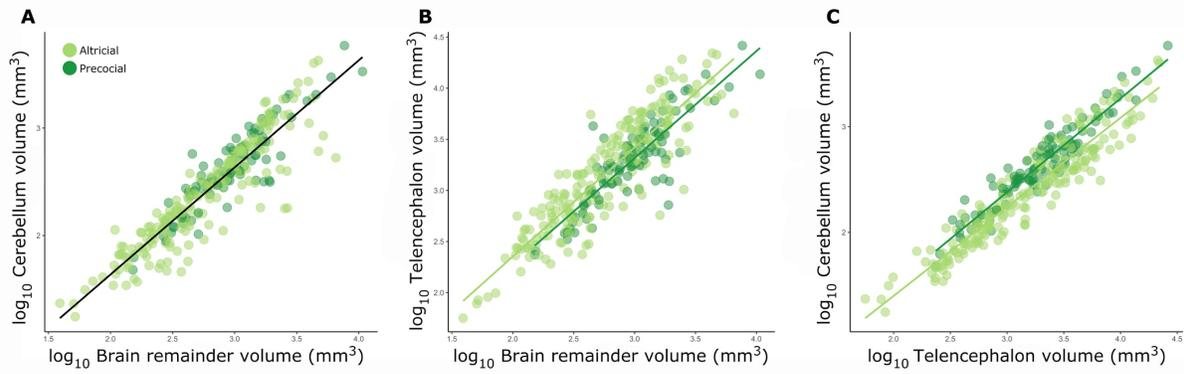 A
Altricial
Precocial
log10 Cerebellum volume (mm3)
3
2
1.5 2.0 2.5 3.0 3.5 4.0
log10 Brain remainder volume (mm3)
B
log10 Telencephalon volume (mm3)
4.5
4.0
3.5
3.0
2.5
2.0
1.5 2.0 2.5 3.0 3.5 4.0
log10 Brain remainder volume (mm3)
C
log10 Cerebellum volume (mm3)
3
2
2.0 2.5 3.0 3.5 4.0 4.5
log10 Telencephalon volume (mm3)